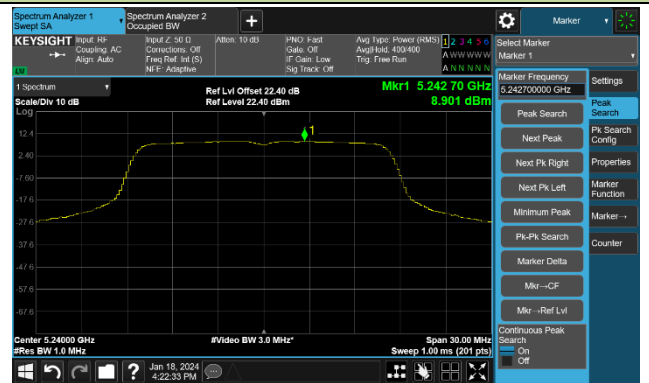 Spectrum Analyzer 1
Swept SA
Spectrum Analyzer 2
Occupied BW
+
Marker
KEYSIGHT
Input: RF
Coupling: AC
Align: Auto
Input Z: 50 Ω
Corrections: Off
Freq Ref: Int (S)
NFE: Adaptive
Atten: 10 dB
PNO: Fast
Gate: Off
IF Gain: Low
Sig Track: Off
Avg Type: Power (RMS)
Avg|Hold: 400/400
Trig: Free Run
1 2 3 4 5 6
A W W W W W
A N N N N N
LW
Select Marker
Marker 1
1 Spectrum
Scale/Div 10 dB
Log
Ref Lvl Offset 22.40 dB
Ref Level 22.40 dBm
Mkr1 5.242 70 GHz
8.901 dBm
Marker Frequency
5.242700000 GHz
Settings
Peak Search
Peak
Search
Next Peak
Pk Search
Config
Next Pk Right
Properties
Next Pk Left
Marker
Function
Minimum Peak
Marker→
Pk-Pk Search
Counter
Marker Delta
Mkr→CF
Mkr→Ref Lvl
Continuous Peak
Search
On
Off
1
12.4
2.40
-7.60
-17.6
-27.6
-37.6
-47.6
-57.6
-67.6
Center 5.24000 GHz
#Res BW 1.0 MHz
#Video BW 3.0 MHz*
Span 30.00 MHz
Sweep 1.00 ms (201 pts)
?
Jan 18, 2024
4:22:33 PM